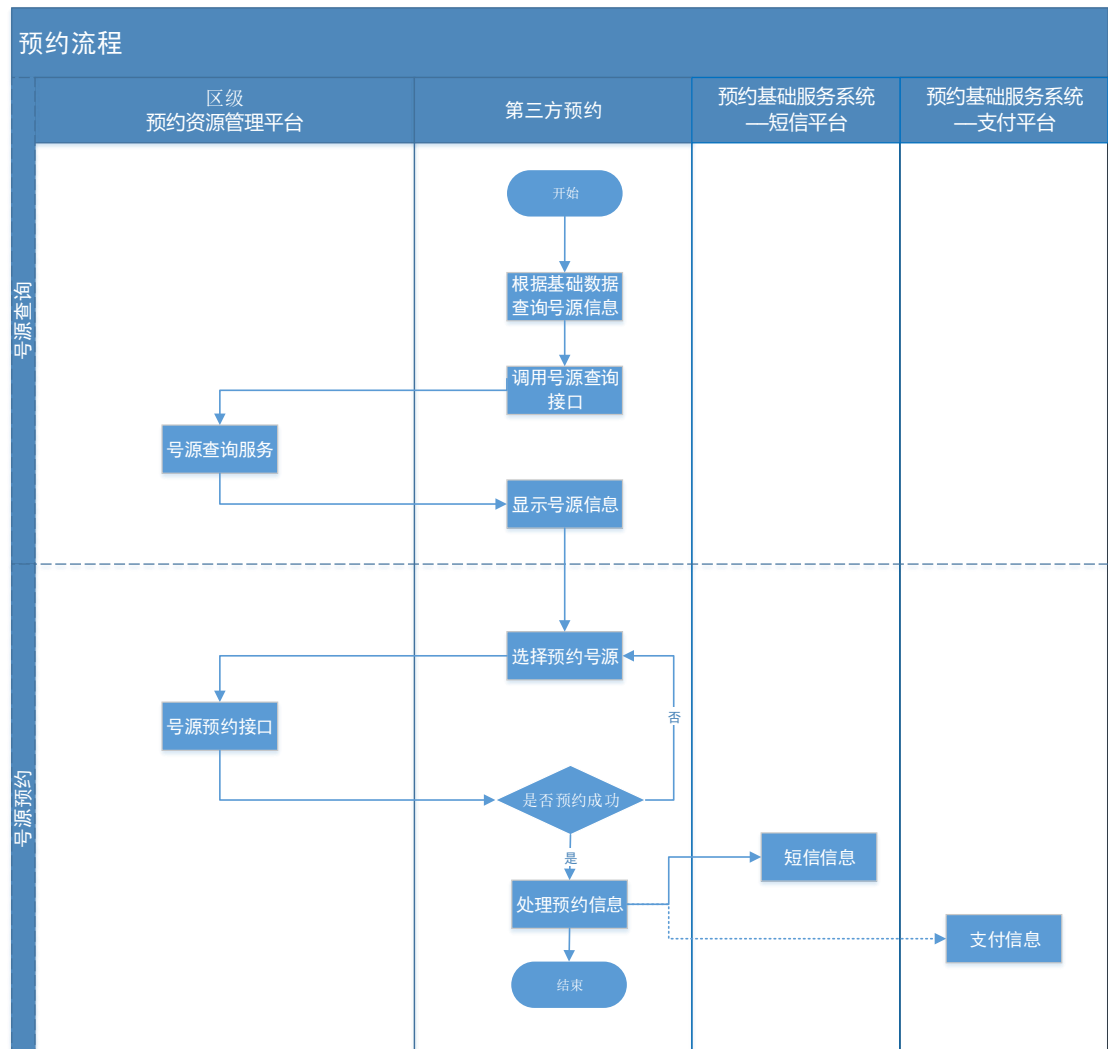 预约流程
区级
预约资源管理平台
第三方预约
预约基础服务系统
—短信平台
预约基础服务系统
—支付平台
号源查询
开始
根据基础数据
查询号源信息
调用号源查询
接口
号源查询服务
显示号源信息
号源预约
选择预约号源
否
号源预约接口
是否预约成功
是
短信信息
处理预约信息
支付信息
结束